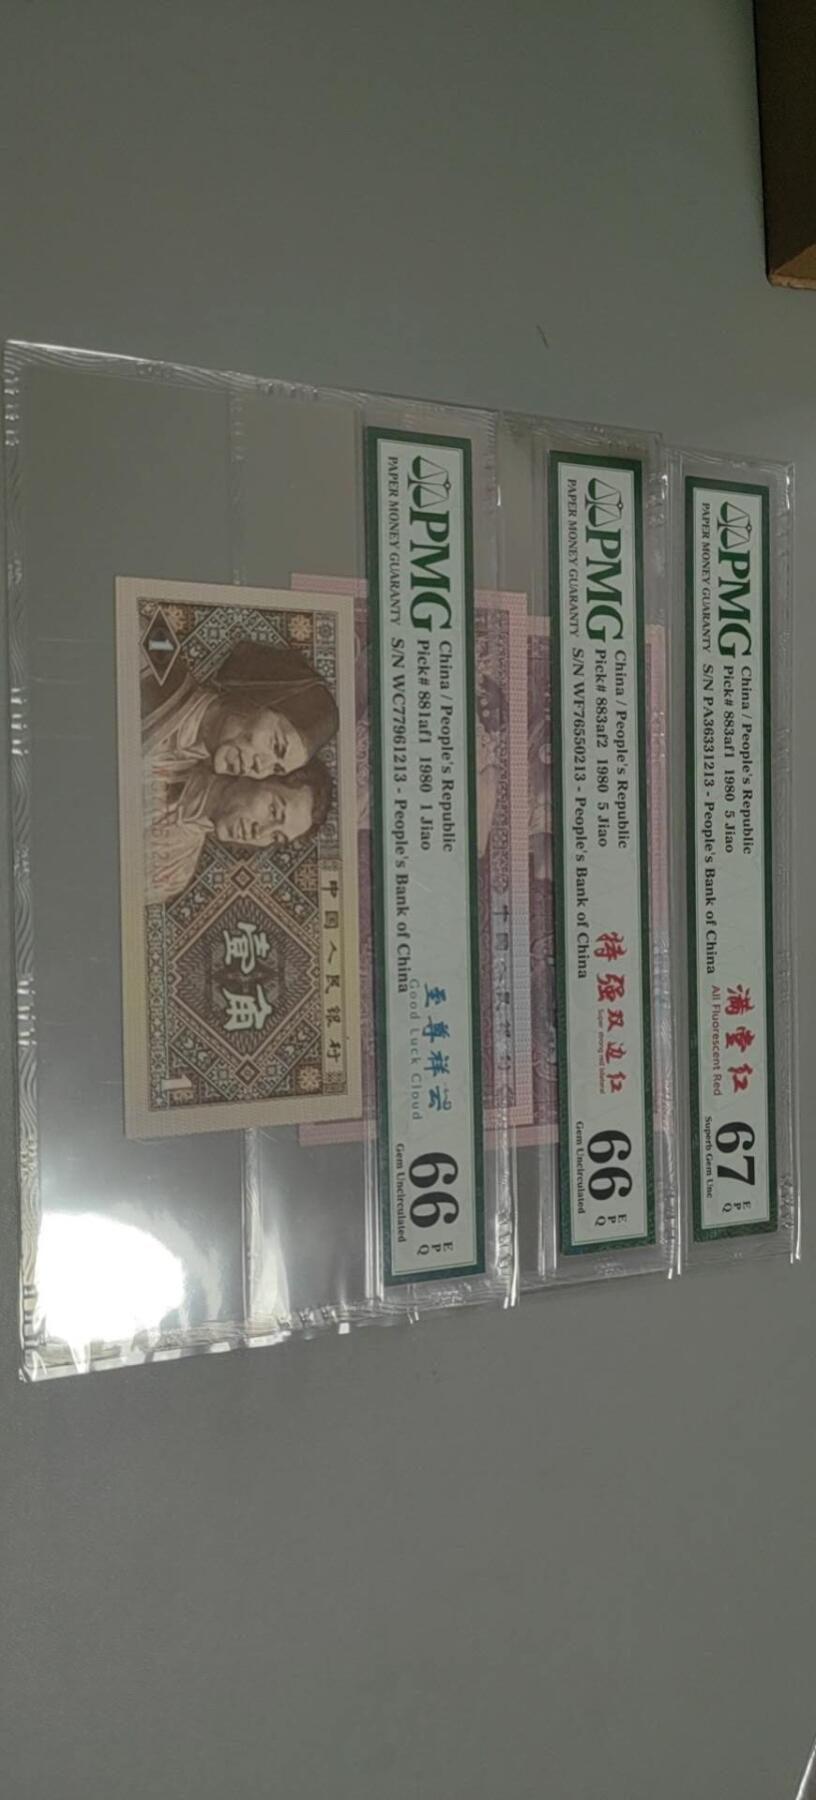 PMG
PAPER MONEY GUARANTY
China / People's Republic
Pick# 883af1 1980 5 Jiao
S/N PA36331213 - People's Bank of China
满堂红
All Fluorescent Red
67 EPQ
Superb Gem Unc
PMG
PAPER MONEY GUARANTY
China / People's Republic
Pick# 883af2 1980 5 Jiao
S/N WF76550213 - People's Bank of China
特强双边红
66 EPQ
Gem Uncirculated
PMG
PAPER MONEY GUARANTY
China / People's Republic
Pick# 881af1 1980 1 Jiao
S/N WC77961213 - People's Bank of China
至尊祥云
Good Luck Cloud
66 EPQ
Gem Uncirculated
中国人民银行
壹角
1
1